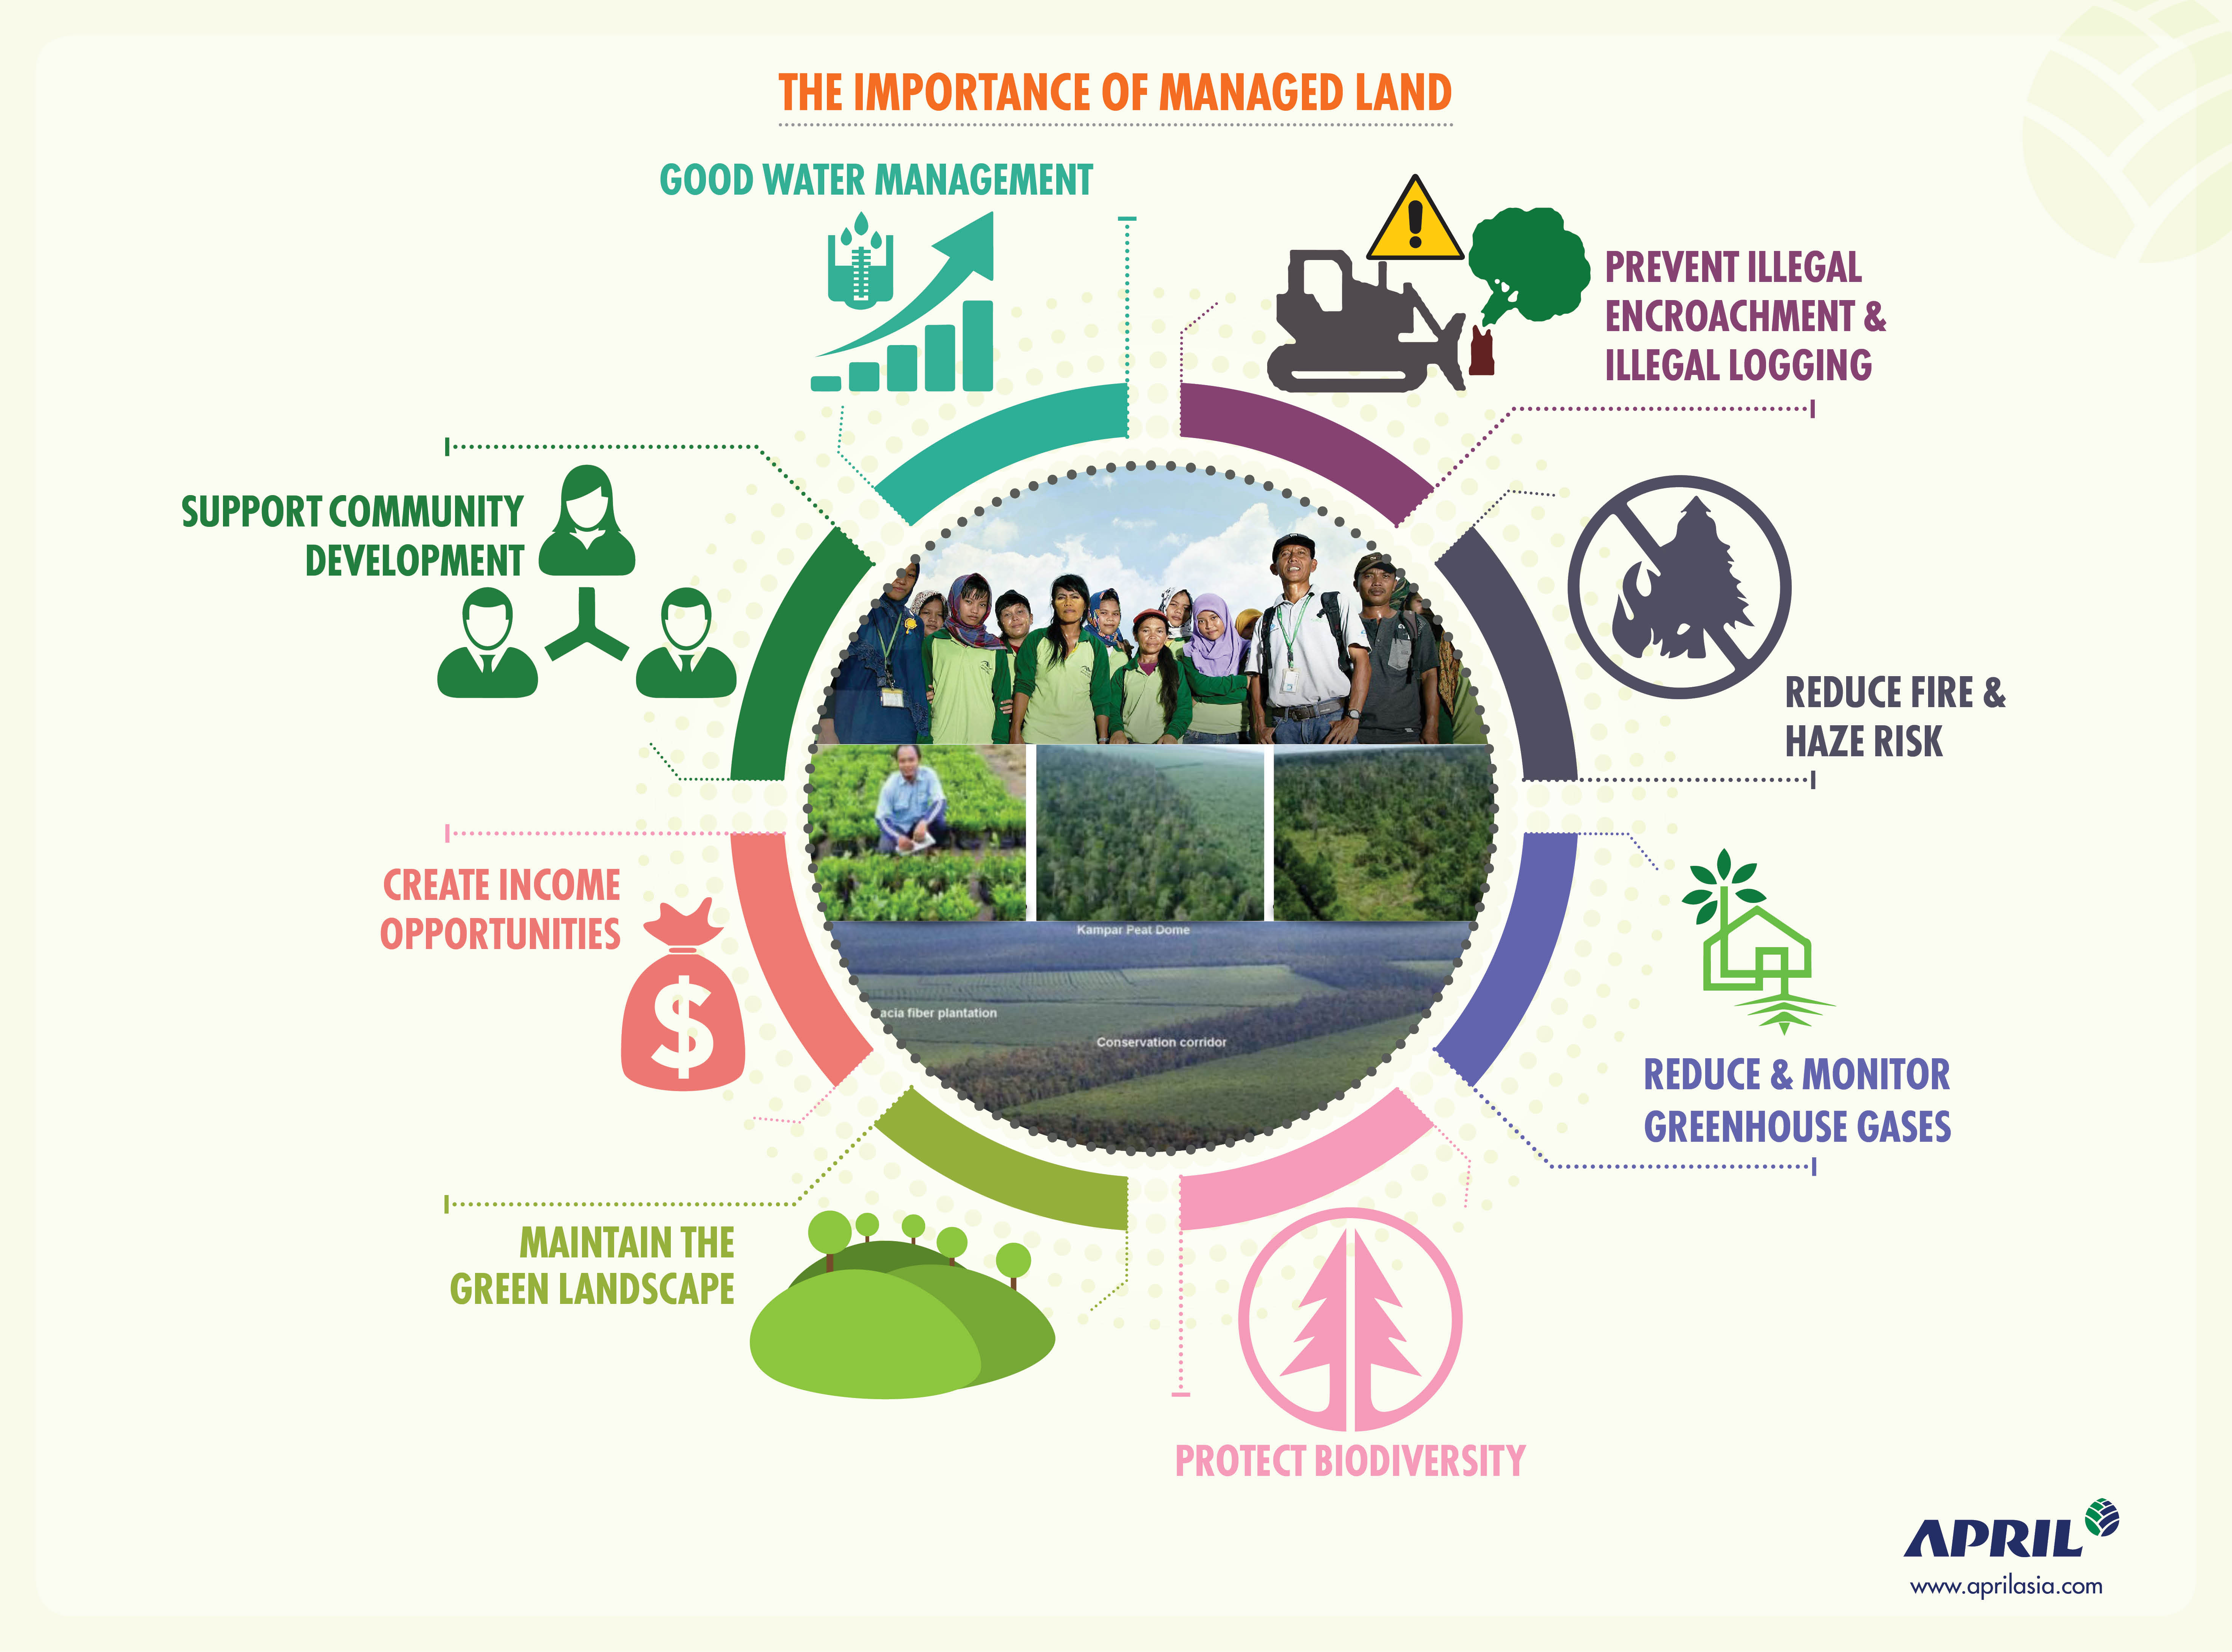 THE IMPORTANCE OF MANAGED LAND
GOOD WATER MANAGEMENT
PREVENT ILLEGAL
ENCROACHMENT &
ILLEGAL LOGGING
SUPPORT COMMUNITY
DEVELOPMENT
REDUCE FIRE &
HAZE RISK
CREATE INCOME
OPPORTUNITIES
$
Kampar Peat Dome
acia fiber plantation
Conservation corridor
REDUCE & MONITOR
GREENHOUSE GASES
MAINTAIN THE
GREEN LANDSCAPE
PROTECT BIODIVERSITY
APRIL
www.aprilasia.com